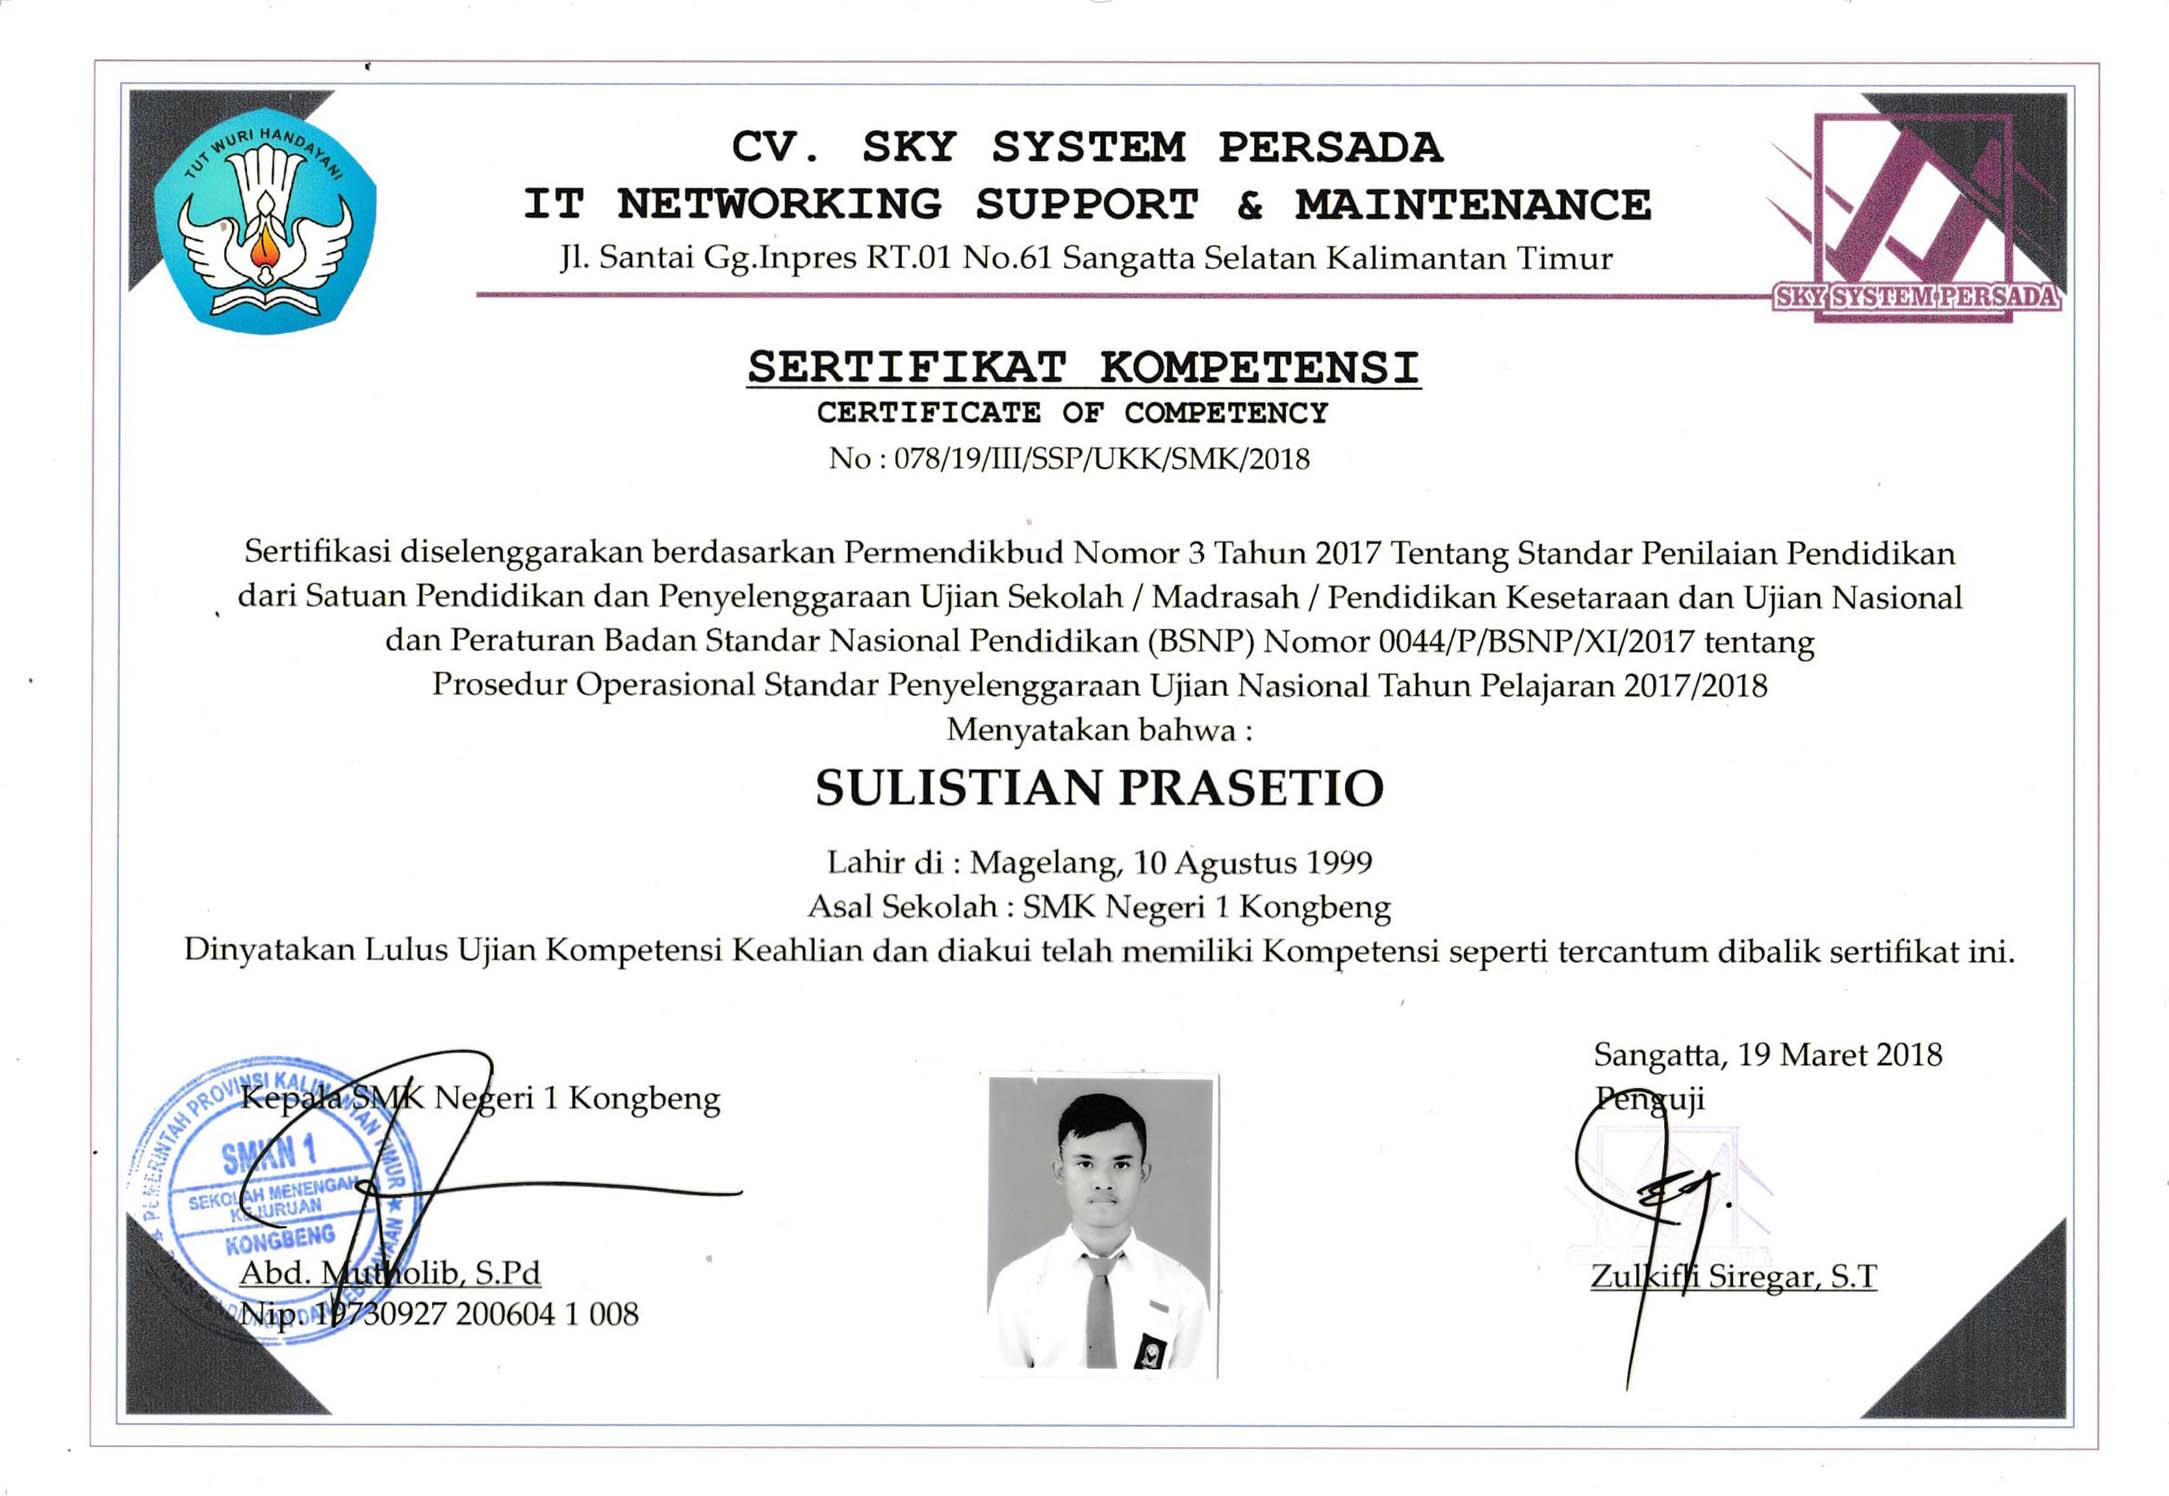 TUT WURI HANDAYANI
CV. SKY SYSTEM PERSADA
IT NETWORKING SUPPORT & MAINTENANCE
Jl. Santai Gg.Inpres RT.01 No.61 Sangatta Selatan Kalimantan Timur
SKY SYSTEM PERSADA
SERTIFIKAT KOMPETENSI
CERTIFICATE OF COMPETENCY
No : 078/19/III/SSP/UKK/SMK/2018
Sertifikasi diselenggarakan berdasarkan Permendikbud Nomor 3 Tahun 2017 Tentang Standar Penilaian Pendidikan
dari Satuan Pendidikan dan Penyelenggaraan Ujian Sekolah / Madrasah / Pendidikan Kesetaraan dan Ujian Nasional
dan Peraturan Badan Standar Nasional Pendidikan (BSNP) Nomor 0044/P/BSNP/XI/2017 tentang
Prosedur Operasional Standar Penyelenggaraan Ujian Nasional Tahun Pelajaran 2017/2018
Menyatakan bahwa :
SULISTIAN PRASETIO
Lahir di : Magelang, 10 Agustus 1999
Asal Sekolah : SMK Negeri 1 Kongbeng
Dinyatakan Lulus Ujian Kompetensi Keahlian dan diakui telah memiliki Kompetensi seperti tercantum dibalik sertifikat ini.
Kepala SMK Negeri 1 Kongbeng
PEMERINTAH PROVINSI KALIMANTAN TIMUR
SMKN 1
SEKOLAH MENENGAH
KEJURUAN
KONGBENG
Abd. Mutholib, S.Pd
Nip. 19730927 200604 1 008
Sangatta, 19 Maret 2018
Penguji
Zulkifli Siregar, S.T